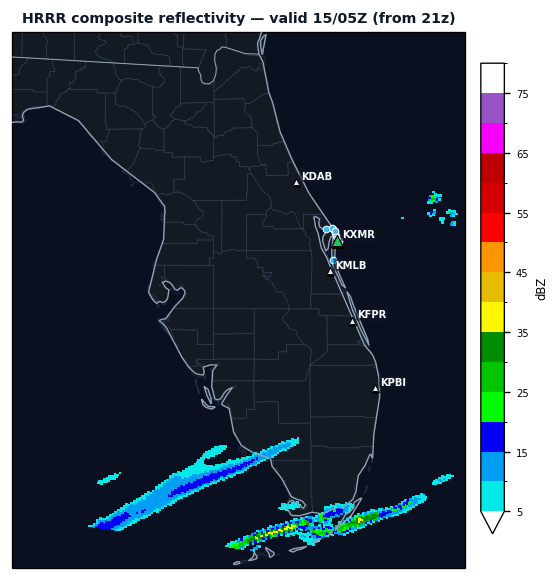 HRRR composite reflectivity — valid 15/05Z (from 21z)
KDAB
KXMR
KMLB
KFPR
KPBI
75
65
55
45
35
25
15
5
dBZ